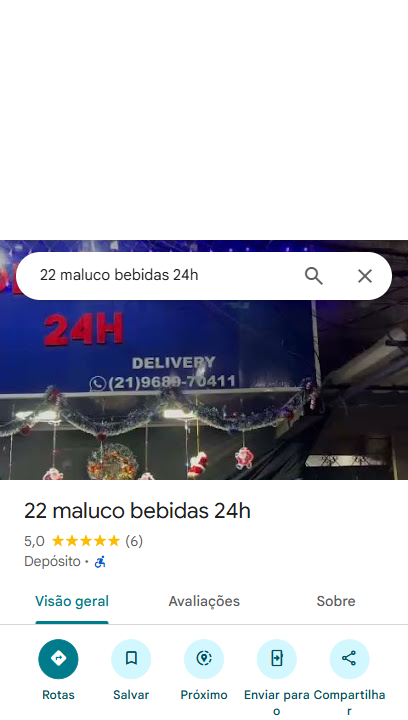 22 maluco bebidas 24h
24H
DELIVERY
(21)9689-70411
22 maluco bebidas 24h
5,0 (6)
Depósito •
Visão geral
Avaliações
Sobre
Rotas
Salvar
Próximo
Enviar para
o
Compartilha
r